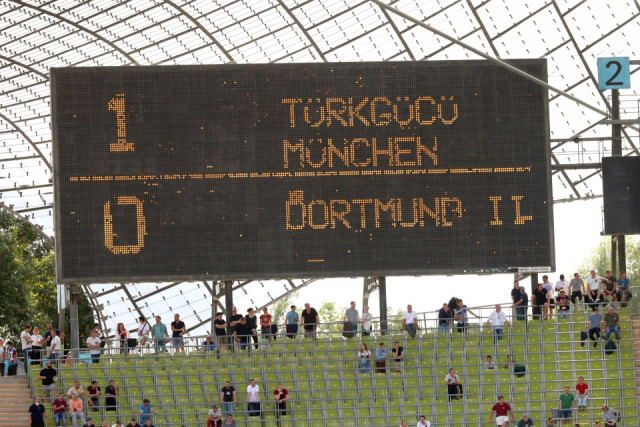 1 TÜRKGÜCÜ
MÜNCHEN
0 DORTMUND II
2